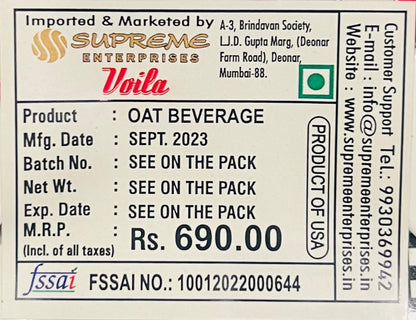 Imported & Marketed by
SUPREME
ENTERPRISES
Voila
A-3, Brindavan Society,
L.J.D. Gupta Marg, (Deonar
Farm Road), Deonar,
Mumbai-88.
Product : OAT BEVERAGE
Mfg. Date : SEPT. 2023
Batch No. : SEE ON THE PACK
Net Wt. : SEE ON THE PACK
Exp. Date : SEE ON THE PACK
M.R.P. : Rs. 690.00
(Incl. of all taxes)
PRODUCT OF USA
fssai FSSAI NO.: 10012022000644
Customer Support Tel.: 9930369942
E-mail : info@supremeenterprises.in
Website : www.supremeenterprises.in